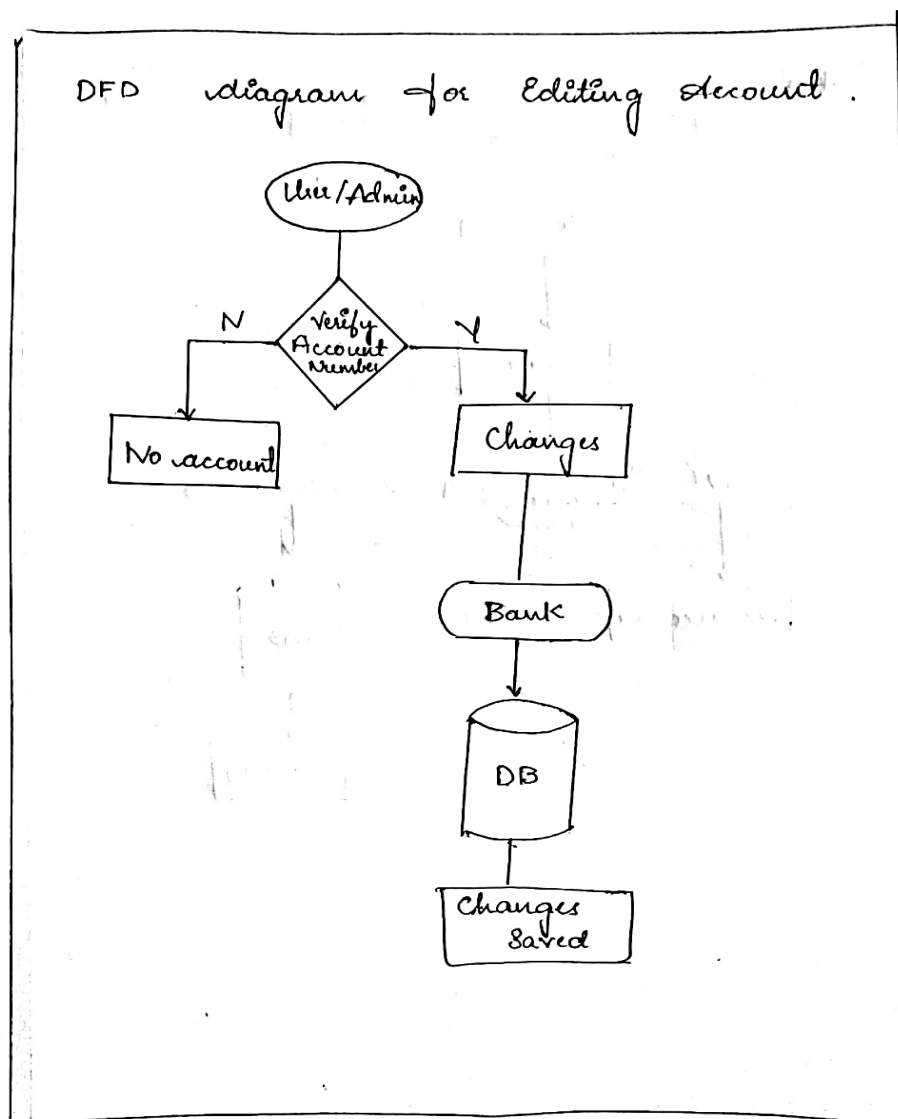 DFD diagram for Editing Account.
User/Admin
Verify
Account
Number
N
Y
No account
Changes
Bank
DB
Changes
Saved